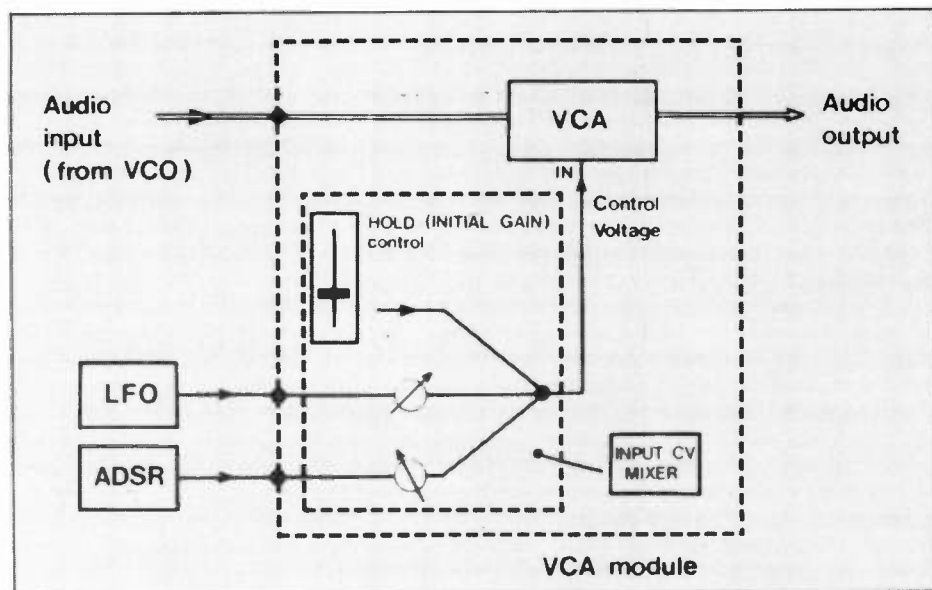 Audio
input
(from VCO)
VCA
Audio
output
IN
Control
Voltage
HOLD (INITIAL GAIN)
control
LFO
ADSR
INPUT CV
MIXER
VCA module